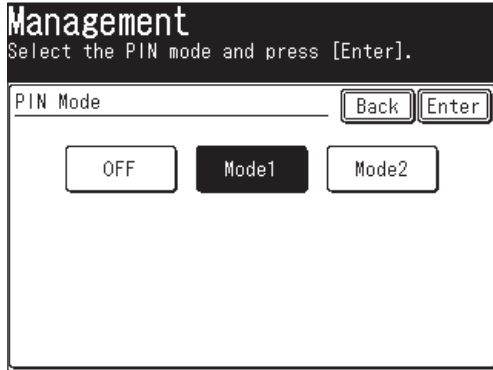 Management
Select the PIN mode and press [Enter].
PIN Mode
Back Enter
OFF Mode1 Mode2